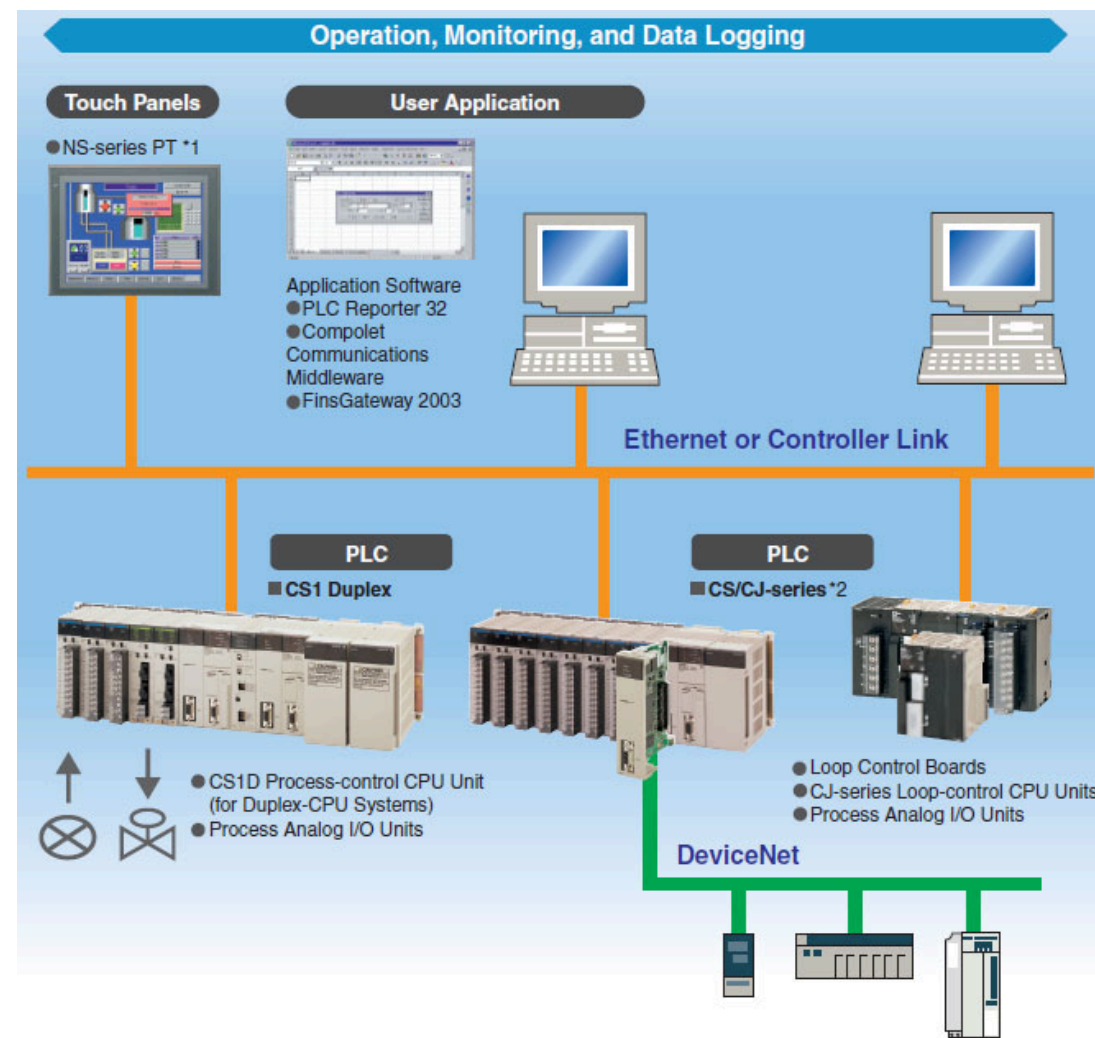 Operation, Monitoring, and Data Logging
Touch Panels
●NS-series PT *1
User Application
Application Software
●PLC Reporter 32
●Compolet
Communications
Middleware
●FinsGateway 2003
Ethernet or Controller Link
PLC
■CS1 Duplex
●CS1D Process-control CPU Unit
(for Duplex-CPU Systems)
●Process Analog I/O Units
PLC
■CS/CJ-series*2
●Loop Control Boards
●CJ-series Loop-control CPU Units
●Process Analog I/O Units
DeviceNet